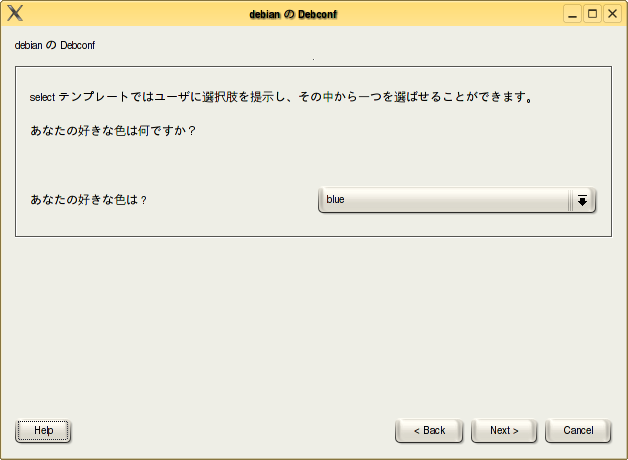 debian の Debconf
debian の Debconf
select テンプレートではユーザに選択肢を提示し、その中から一つを選ばせることができます。
あなたの好きな色は何ですか？
あなたの好きな色は？
blue
Help
< Back
Next >
Cancel